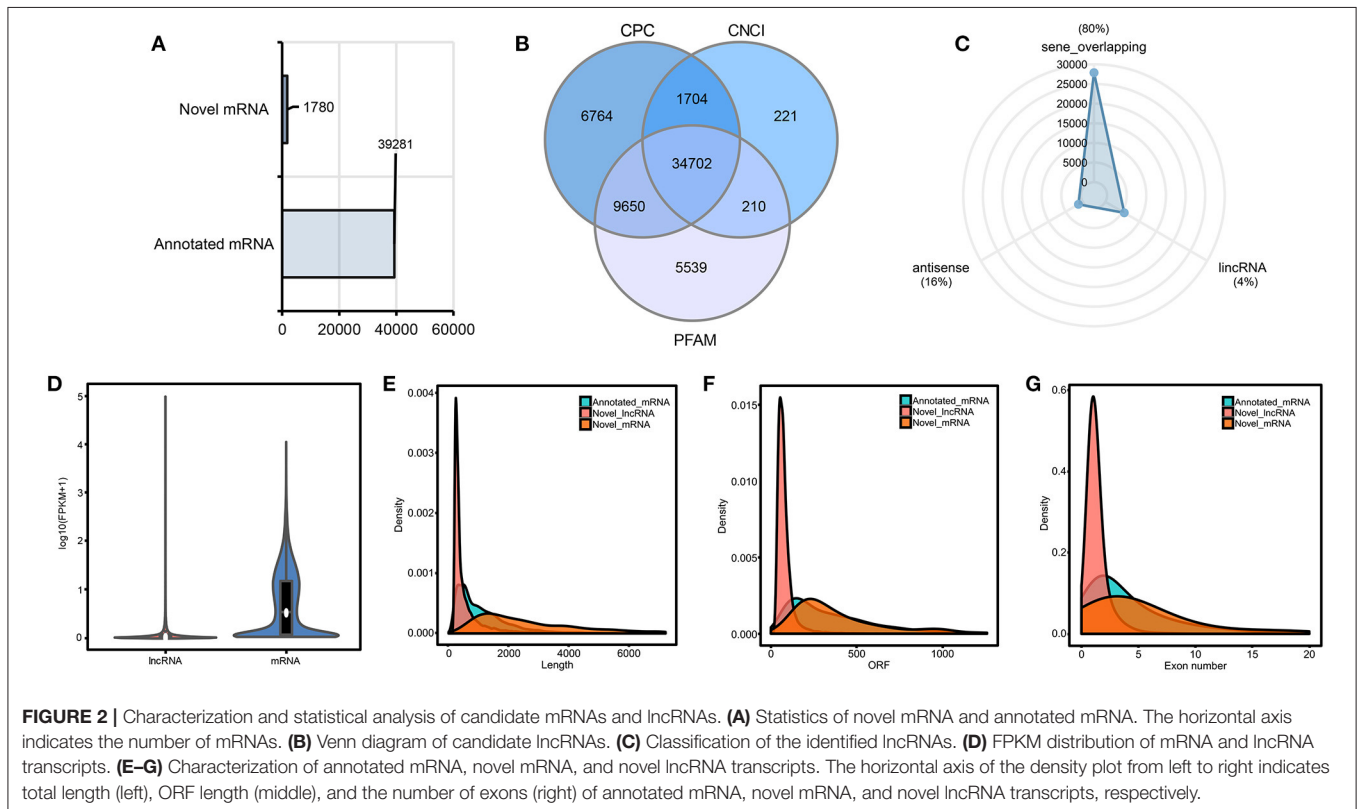 A
Novel mRNA
1780
39281
Annotated mRNA
0 20000 40000 60000
B
CPC
CNCI
6764
1704
221
34702
9650
210
5539
PFAM
C
(80%)
sene_overlapping
30000
25000
20000
15000
10000
5000
0
antisense
(16%)
lincRNA
(4%)
D
log10(FPKM+1)
5
4
3
2
1
0
lncRNA mRNA
E
Density
0.004
0.003
0.002
0.001
0.000
Annotated_mRNA
Novel_lncRNA
Novel_mRNA
0 2000 4000 6000
Length
F
Density
0.015
0.010
0.005
0.000
Annotated_mRNA
Novel_lncRNA
Novel_mRNA
0 500 1000
ORF
G
Density
0.6
0.4
0.2
0.0
Annotated_mRNA
Novel_lncRNA
Novel_mRNA
0 5 10 15 20
Exon number
FIGURE 2 | Characterization and statistical analysis of candidate mRNAs and lncRNAs. (A) Statistics of novel mRNA and annotated mRNA. The horizontal axis
indicates the number of mRNAs. (B) Venn diagram of candidate lncRNAs. (C) Classification of the identified lncRNAs. (D) FPKM distribution of mRNA and lncRNA
transcripts. (E–G) Characterization of annotated mRNA, novel mRNA, and novel lncRNA transcripts. The horizontal axis of the density plot from left to right indicates
total length (left), ORF length (middle), and the number of exons (right) of annotated mRNA, novel mRNA, and novel lncRNA transcripts, respectively.